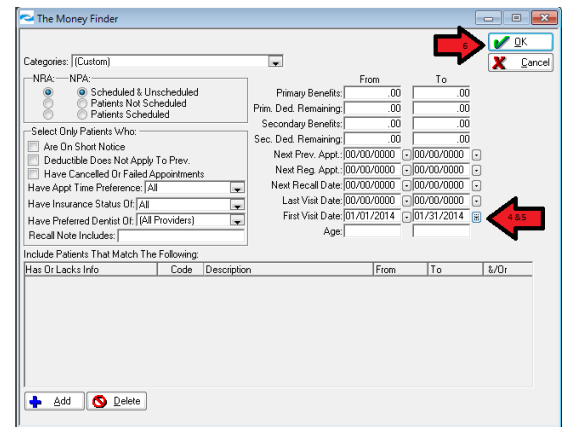 The Money Finder
6
OK
Cancel
Categories: (Custom)
NRA: NPA:
Scheduled & Unscheduled
Patients Not Scheduled
Patients Scheduled
Select Only Patients Who:
Are On Short Notice
Deductible Does Not Apply To Prev.
Have Cancelled Or Failed Appointments
Have Appt Time Preference: All
Have Insurance Status Of: All
Have Preferred Dentist Of: (All Providers)
Recall Note Includes:
From To
Primary Benefits: .00 .00
Prim. Ded. Remaining: .00 .00
Secondary Benefits: .00 .00
Sec. Ded. Remaining: .00 .00
Next Prev. Appt.: 00/00/0000 00/00/0000
Next Reg. Appt.: 00/00/0000 00/00/0000
Next Recall Date: 00/00/0000 00/00/0000
Last Visit Date: 00/00/0000 00/00/0000
First Visit Date: 01/01/2014 01/31/2014
4 & 5
Age:
Include Patients That Match The Following:
Has Or Lacks Info Code Description From To &/Or
Add Delete